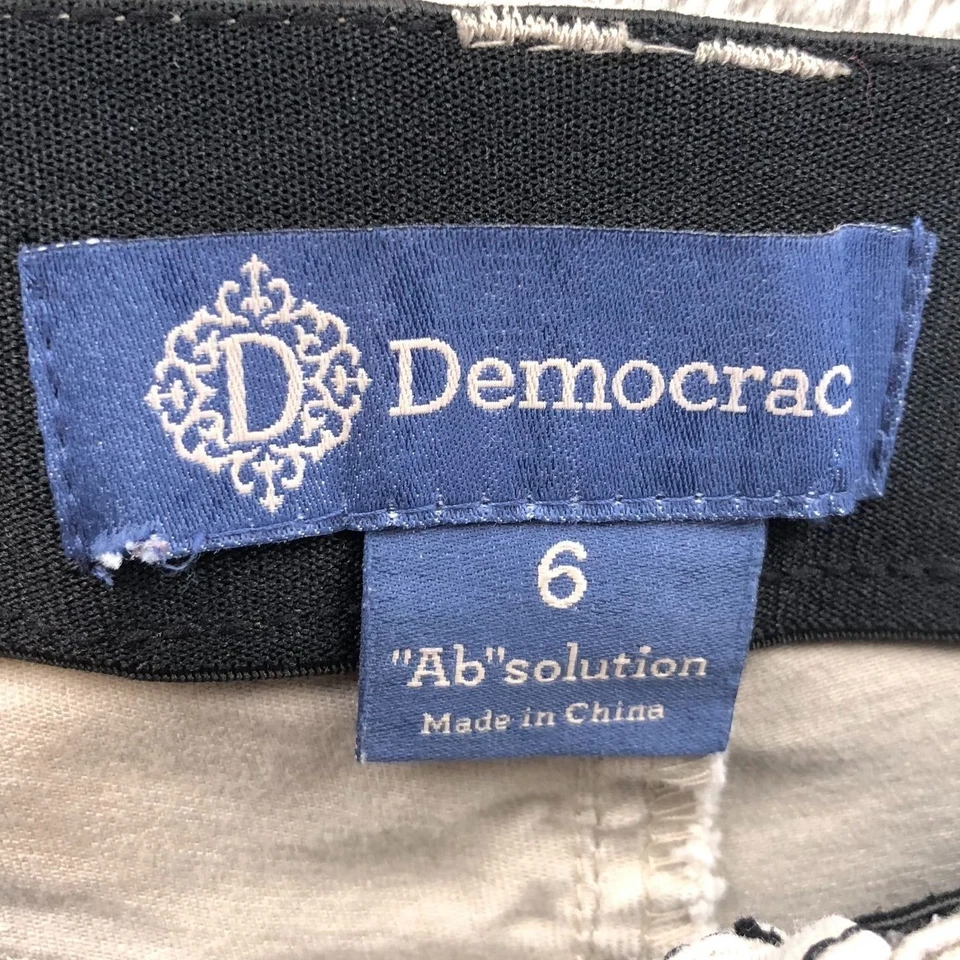 D Democrac
6
"Ab"solution
Made in China